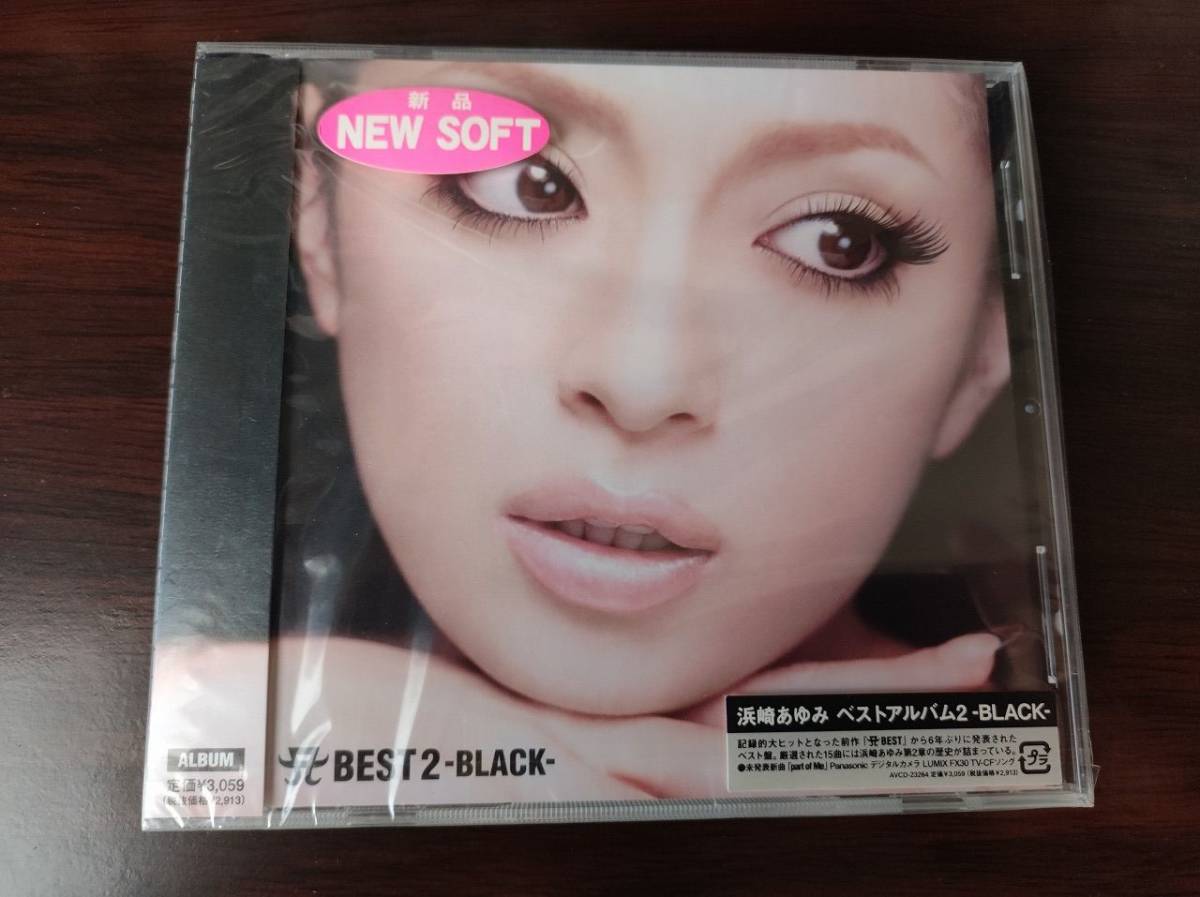 新品
NEW SOFT
浜崎あゆみ ベストアルバム2 -BLACK-
記録的大ヒットとなった前作『A BEST』から6年ぶりに発表された
ベスト盤。厳選された15曲には浜崎あゆみ第2章の歴史が詰まっている。
●未発表新曲「part of Me」Panasonic デジタルカメラ LUMIX FX30 TV-CFソング
AVCD-23264 定価¥3,059 (税抜価格¥2,913)
プラ
A BEST 2 -BLACK-
ALBUM
定価¥3,059
(税抜価格¥2,913)